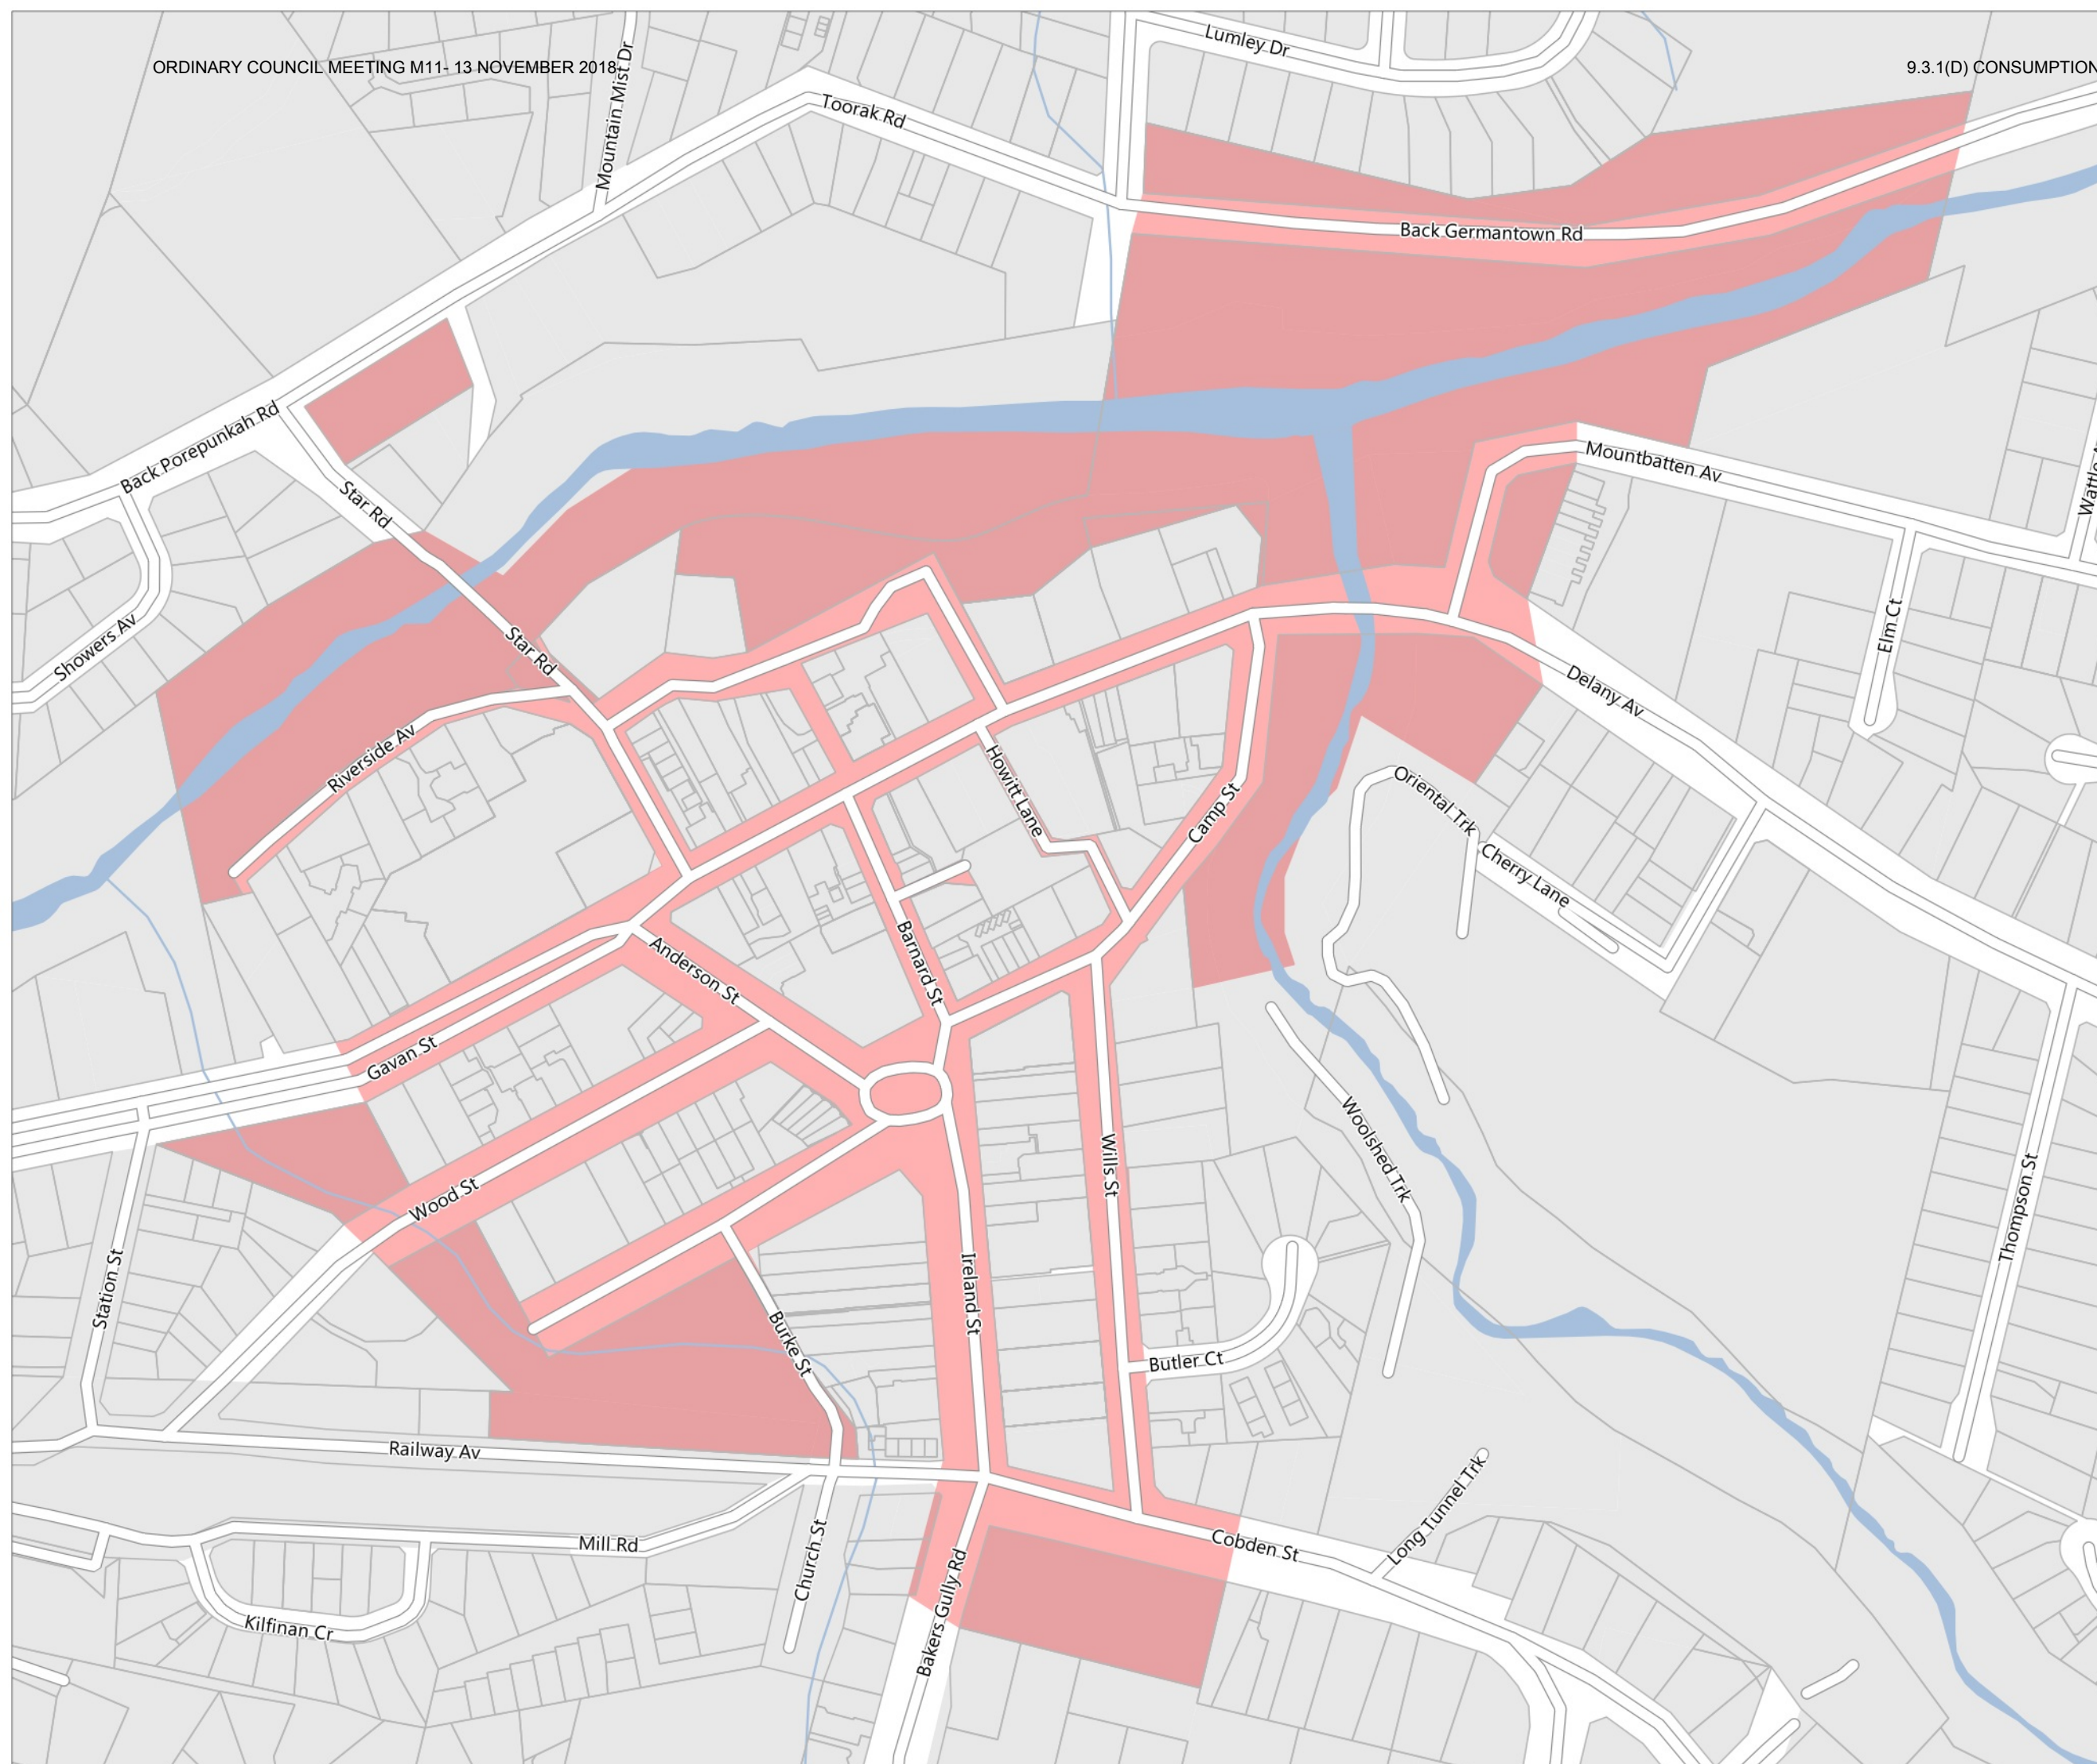 Lumley Dr
ORDINARY COUNCIL MEETING M11- 13 NOVEMBER 2018
9.3.1(D) CONSUMPTION
Mountain Mist Dr
Toorak Rd
Back Germantown Rd
Back Porepunkah Rd
Mountbatten Av
Star Rd
Showers Av
Star Rd
Elm Ct
Delany Av
Riverside Av
Howitt Lane
Camp St
Oriental Trk
Cherry Lane
Barnard St
Anderson St
Gavan St
Woolshed Trk
Wills St
Wood St
Thompson St
Station St
Ireland St
Burke St
Butler Ct
Railway Av
Long Tunnel Trk
Mill Rd
Cobden St
Church St
Bakers Gully Rd
Kilfinan Cr